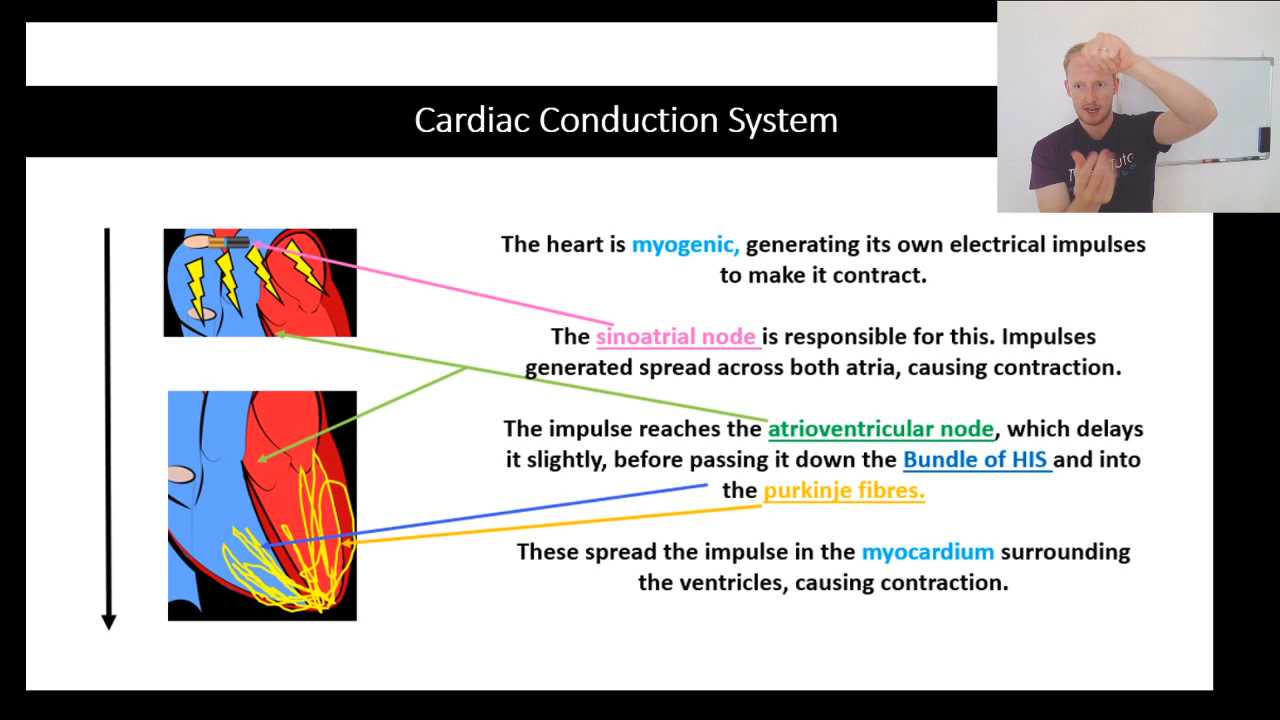 Cardiac Conduction System
The heart is myogenic, generating its own electrical impulses
to make it contract.
The sinoatrial node is responsible for this. Impulses
generated spread across both atria, causing contraction.
The impulse reaches the atrioventricular node, which delays
it slightly, before passing it down the Bundle of HIS and into
the purkinje fibres.
These spread the impulse in the myocardium surrounding
the ventricles, causing contraction.